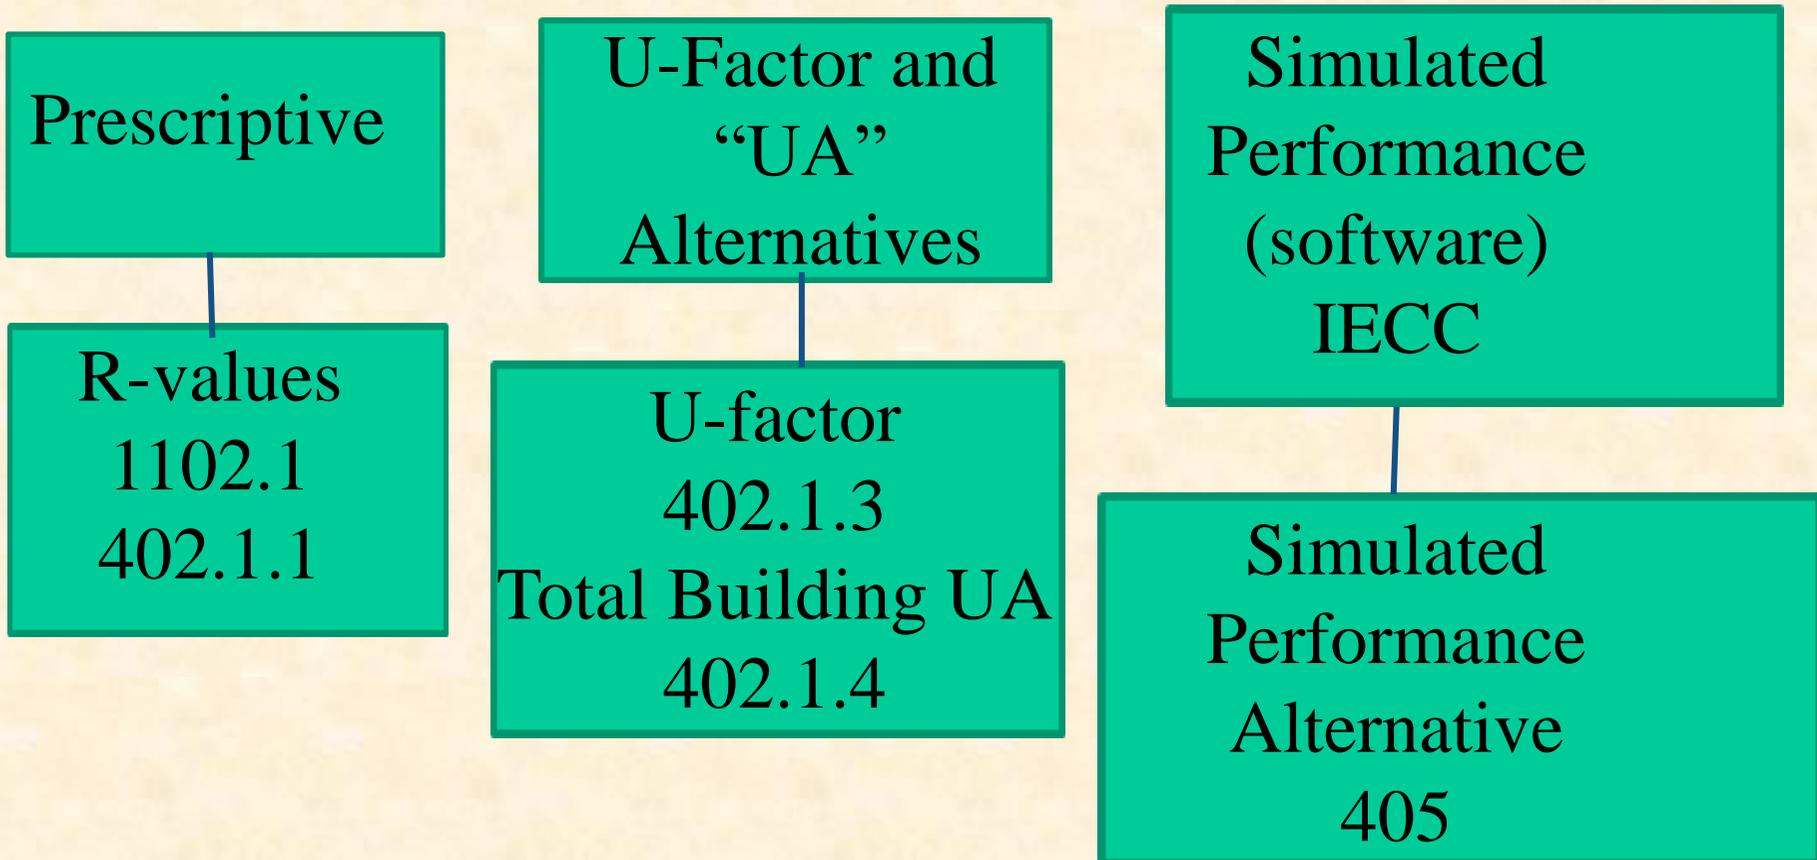 Prescriptive
R-values
1102.1
402.1.1
U-Factor and
“UA”
Alternatives
U-factor
402.1.3
Total Building UA
402.1.4
Simulated
Performance
(software)
IECC
Simulated
Performance
Alternative
405